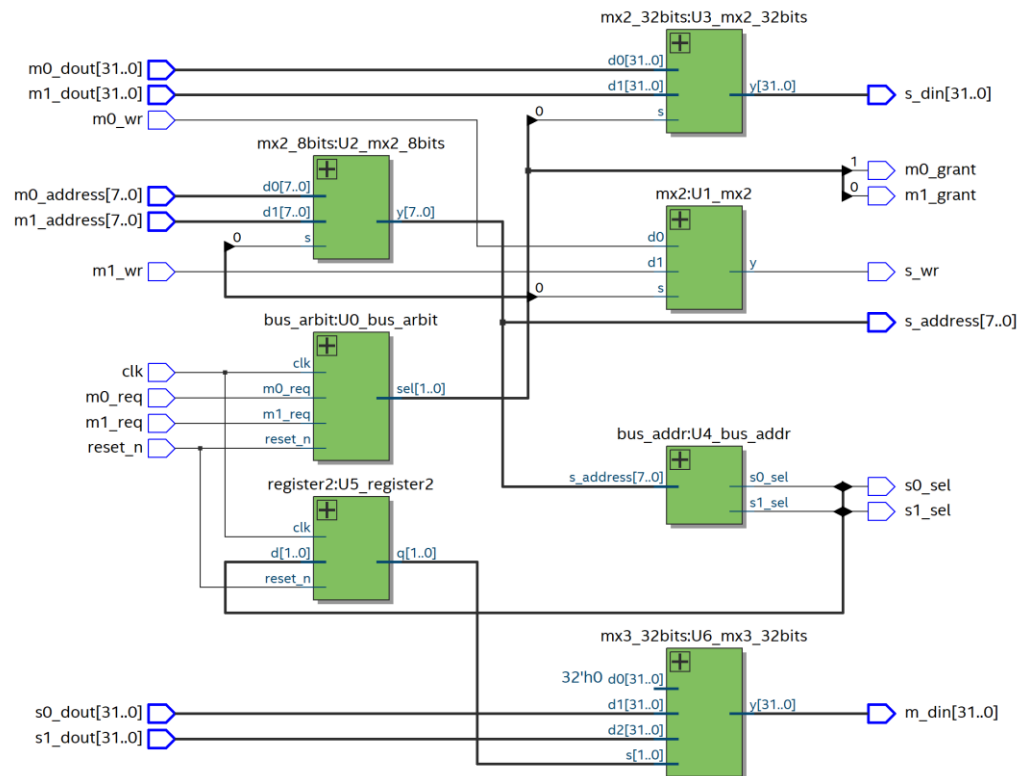 mx2_32bits:U3_mx2_32bits
m0_dout[31..0]
d0[31..0]
m1_dout[31..0]
d1[31..0]
y[31..0]
s_din[31..0]
m0_wr
0
s
mx2_8bits:U2_mx2_8bits
1
m0_grant
m0_address[7..0]
d0[7..0]
mx2:U1_mx2
0
m1_grant
m1_address[7..0]
d1[7..0]
y[7..0]
0
s
d0
m1_wr
d1
y
s_wr
0
s
bus_arbit:U0_bus_arbit
s_address[7..0]
clk
clk
m0_req
m0_req
sel[1..0]
m1_req
m1_req
reset_n
reset_n
bus_addr:U4_bus_addr
register2:U5_register2
s_address[7..0]
s0_sel
s0_sel
s1_sel
s1_sel
clk
d[1..0]
q[1..0]
reset_n
mx3_32bits:U6_mx3_32bits
32'h0
d0[31..0]
s0_dout[31..0]
d1[31..0]
y[31..0]
m_din[31..0]
s1_dout[31..0]
d2[31..0]
s[1..0]